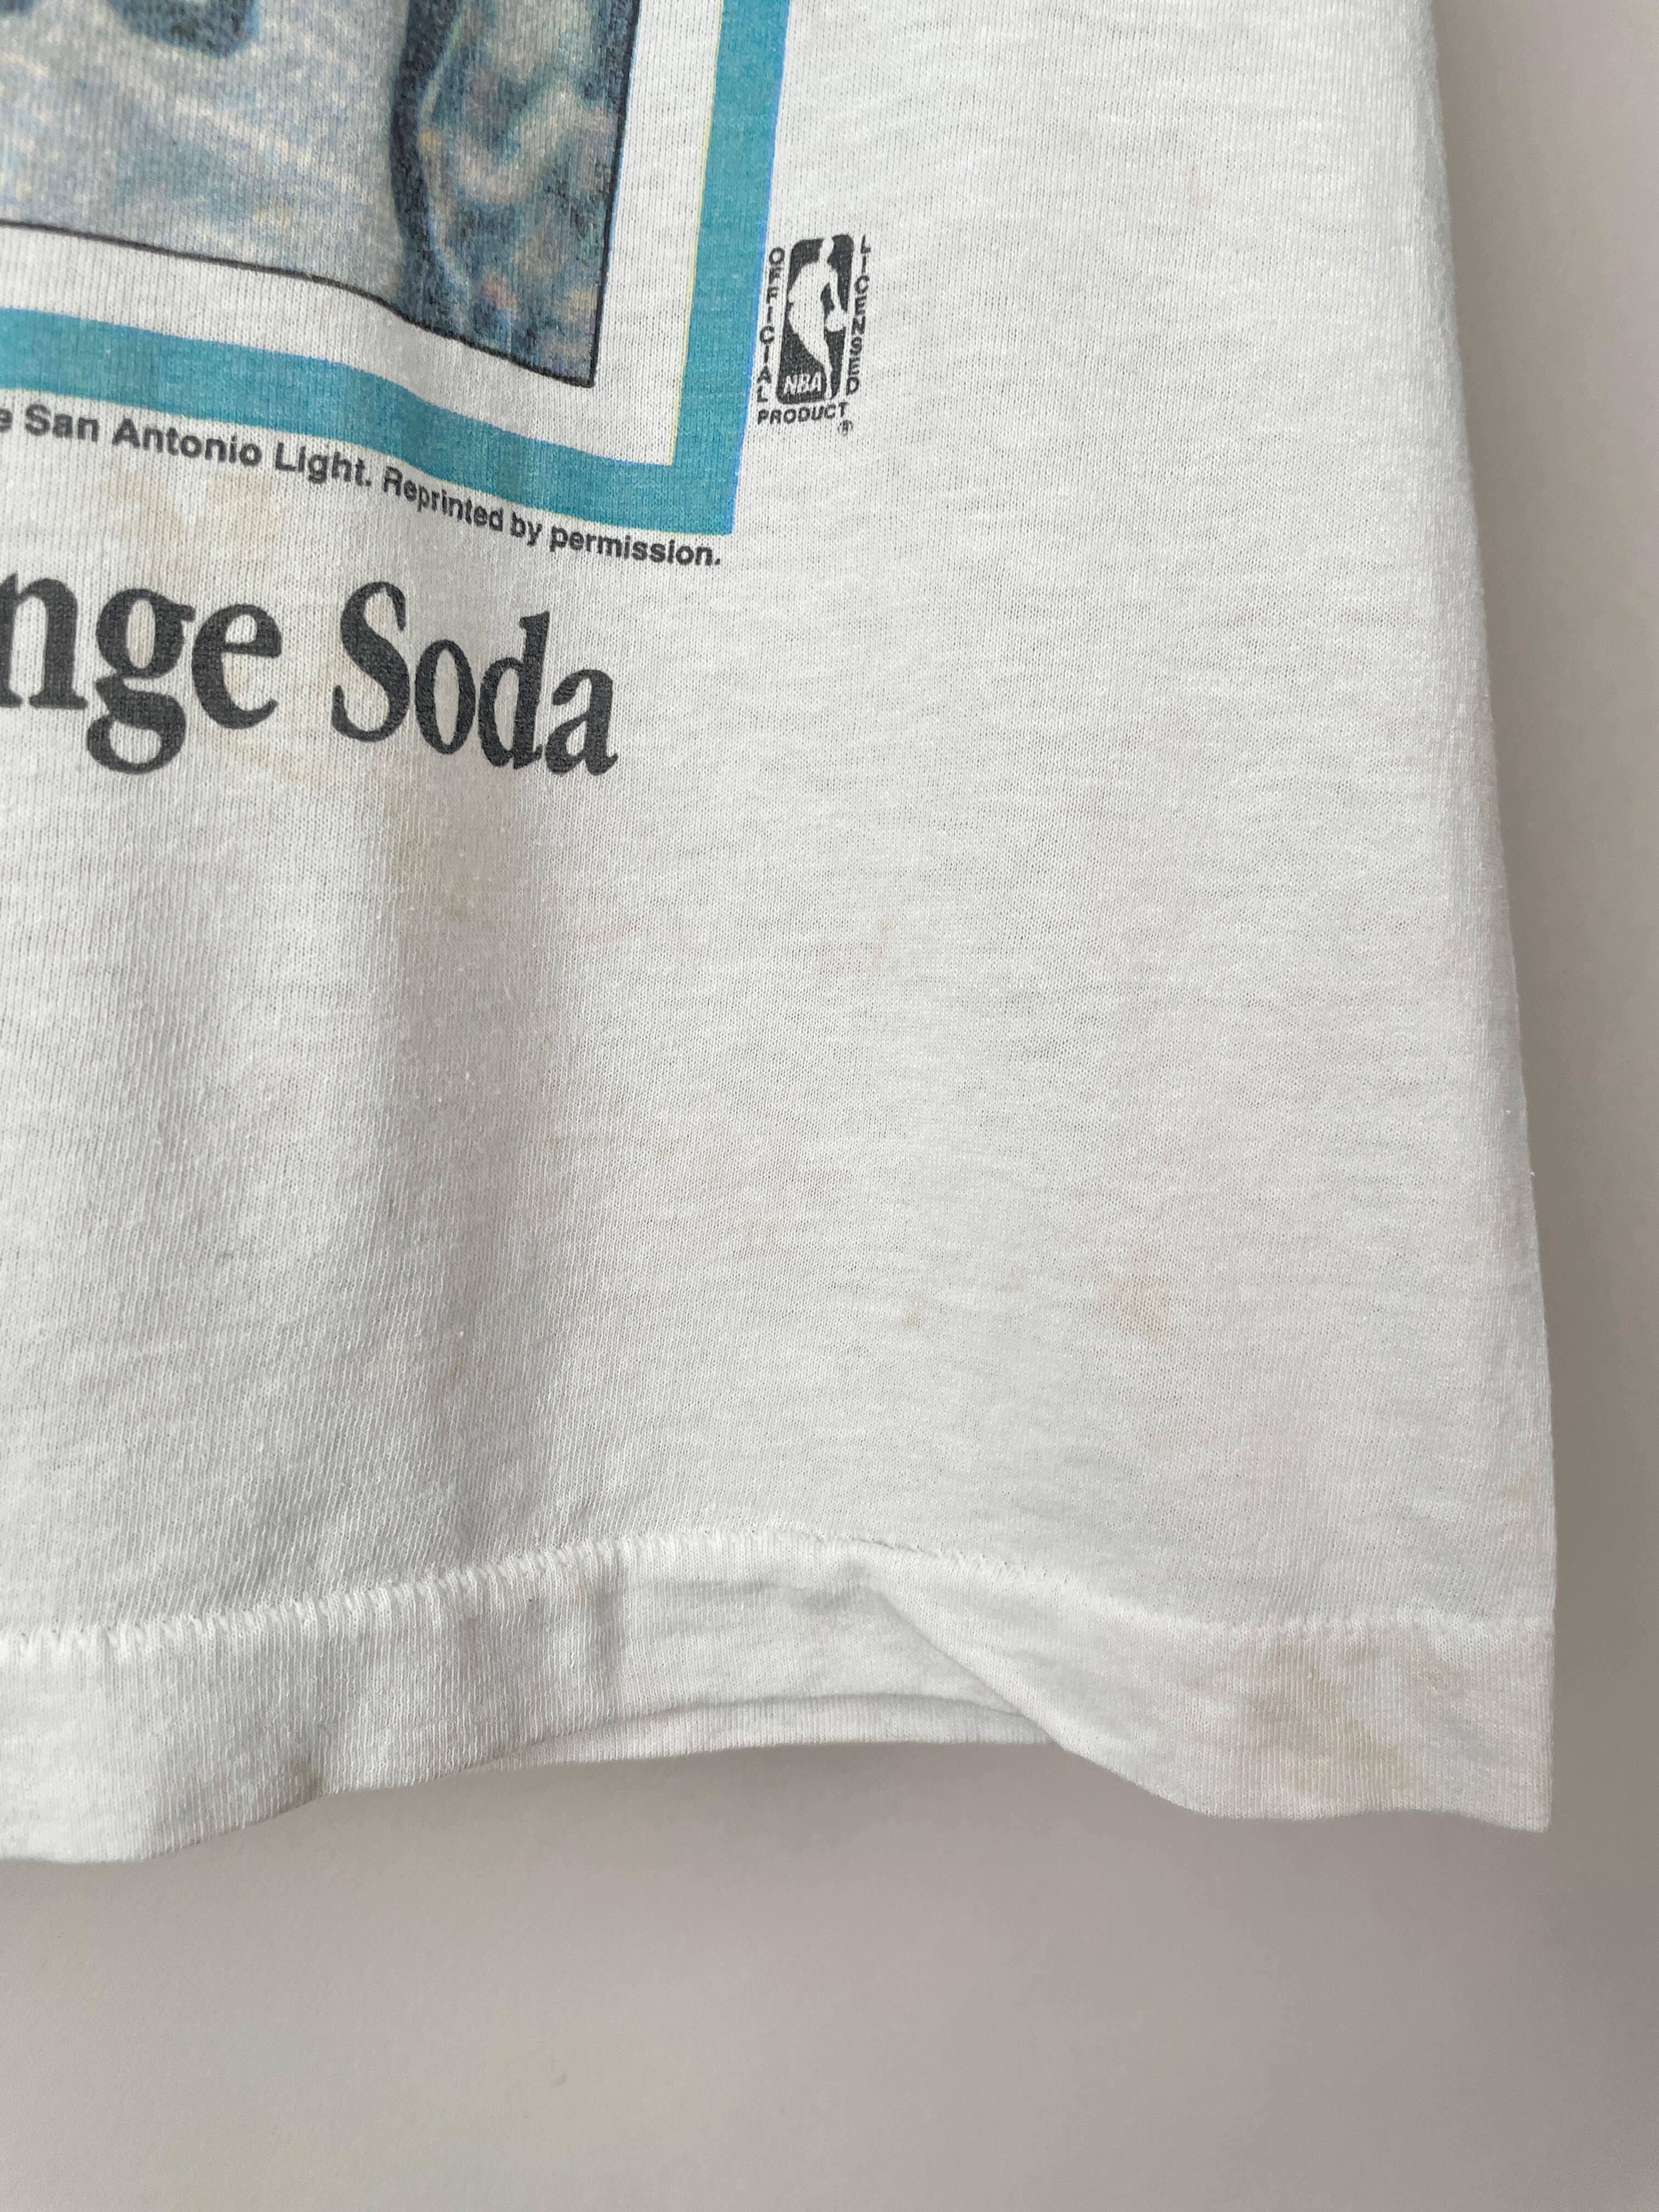 OFFICIAL
LICENSED
NBA
PRODUCT
®
e San Antonio Light. Reprinted by permission.
nge Soda